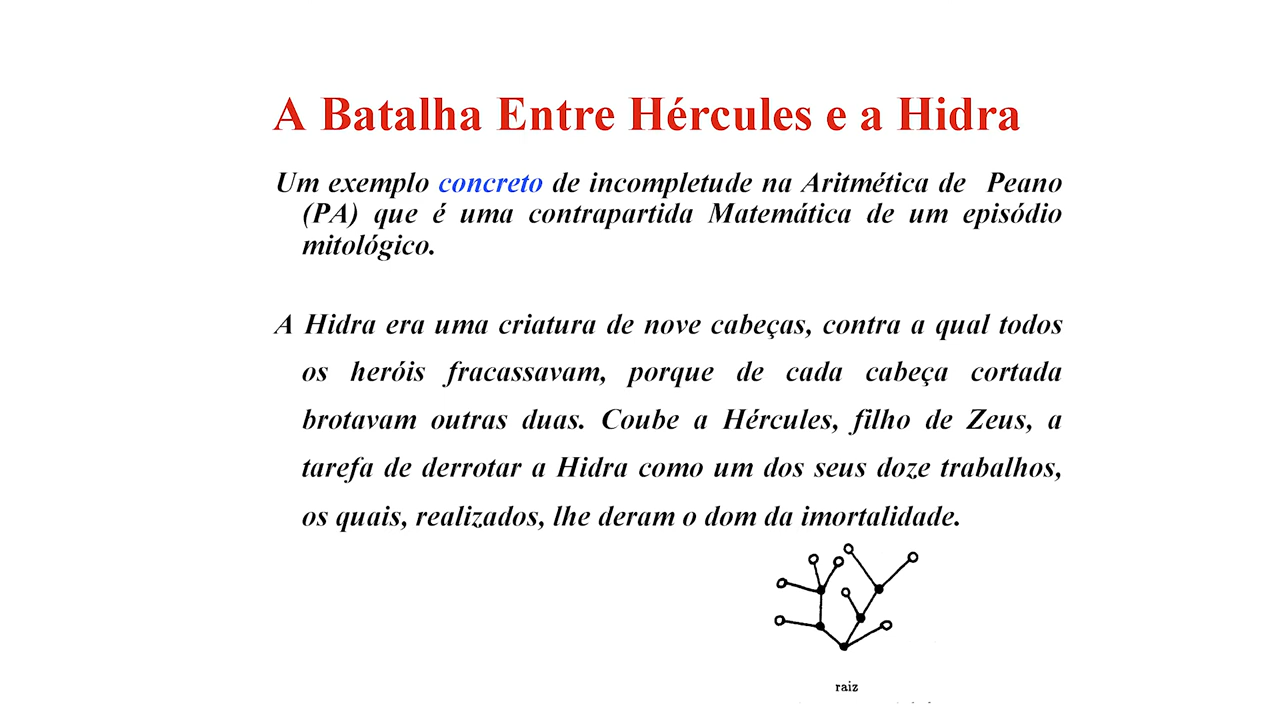 A Batalha Entre Hércules e a Hidra
Um exemplo concreto de incompletude na Aritmética de Peano
(PA) que é uma contrapartida Matemática de um episódio
mitológico.
A Hidra era uma criatura de nove cabeças, contra a qual todos
os heróis fracassavam, porque de cada cabeça cortada
brotavam outras duas. Coube a Hércules, filho de Zeus, a
tarefa de derrotar a Hidra como um dos seus doze trabalhos,
os quais, realizados, lhe deram o dom da imortalidade.
raiz